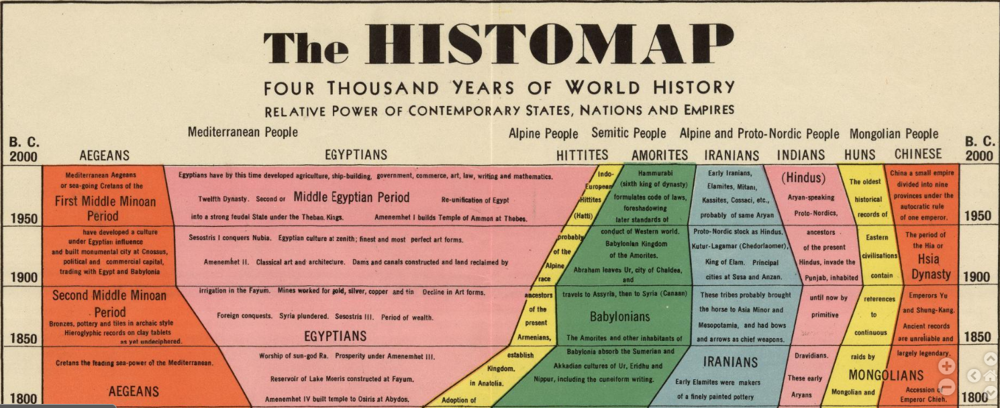 The HISTOMAP
FOUR THOUSAND YEARS OF WORLD HISTORY
RELATIVE POWER OF CONTEMPORARY STATES, NATIONS AND EMPIRES
Mediterranean People
Alpine People
Semitic People
Alpine and Proto-Nordic People
Mongolian People
B. C.
2000
AEGEANS
EGYPTIANS
HITTITES
AMORITES
IRANIANS
INDIANS
HUNS
CHINESE
B. C.
2000
1950
1900
1850
1800
Mediterranean Aegeans
or sea-going Cretans of the
First Middle Minoan
Period
have developed a culture
under Egyptian influence
and built monumental city at Cnossus,
political and commercial capital,
trading with Egypt and Babylonia
Second Middle Minoan
Period
Bronzes, pottery and tiles in archaic style
Hieroglyphic records on clay tablets
as yet undeciphered.
Cretans the leading sea-power of the Mediterranean.
AEGEANS
Egyptians have by this time developed agriculture, ship-building, government, commerce, art, law, writing and mathematics.
Twelfth Dynasty. Second or Middle Egyptian Period Re-unification of Egypt
into a strong feudal State under the Theban Kings. Amenemhet I builds Temple of Ammon at Thebes.
Sesostris I conquers Nubia. Egyptian culture at zenith; finest and most perfect art forms.
Amenemhet II. Classical art and architecture. Dams and canals constructed and land reclaimed by
irrigation in the Fayum. Mines worked for gold, silver, copper and tin Decline in Art forms.
Foreign conquests. Syria plundered. Sesostris III. Period of wealth.
EGYPTIANS
Worship of sun-god Ra. Prosperity under Amenemhet III.
Reservoir of Lake Moeris constructed at Fayum.
Amenemhet IV built temple to Osiris at Abydos.
Indo-
European
Hittites
(Hatti)
probably
of the
Alpine
race
ancestors
of the
present
Armenians,
establish
Kingdom.
in Anatolia.
Adoption of
Hammurabi
(sixth king of dynasty)
formulates code of laws,
foreshadowing
later standards of
conduct of Western world.
Babylonian Kingdom
of the Amorites.
Abraham leaves Ur, city of Chaldea,
and
travels to Assyria, then to Syria (Canaan)
Babylonians
The Amorites and other inhabitants of
Babylonia absorb the Sumerian and
Akkadian cultures of Ur, Eridhu and
Nippur, including the cuneiform writing.
Early Iranians,
Elamites, Mitani,
Kassites, Cossaci, etc.,
probably of same Aryan
Proto-Nordic stock as Hindus.
Kutur-Lagamar (Chedorlaomer),
King of Elam. Principal
cities at Susa and Anzan.
These tribes probably brought
the horse to Asia Minor and
Mesopotamia, and had bows
and arrows as chief weapons.
IRANIANS
Early Elamites were makers
of a finely painted pottery
(Hindus)
Aryan-speaking
Proto-Nordics,
ancestors
of the present
Hindus, invade the
Punjab, inhabited
until now by
primitive
Dravidians.
These early
Aryans
The oldest
historical
records of
Eastern
civilisations
contain
references
to
continuous
raids by
MONGOLIANS
Mongolian and
China a small empire
divided into nine
provinces under the
autocratic rule
of one emperor.
The period of
the Hia or
Hsia
Dynasty
Emperors Yu
and Shung-Kang.
Ancient records
are unreliable and
largely legendary.
Accession of
Emperor Chieh.
1950
1900
1850
1800